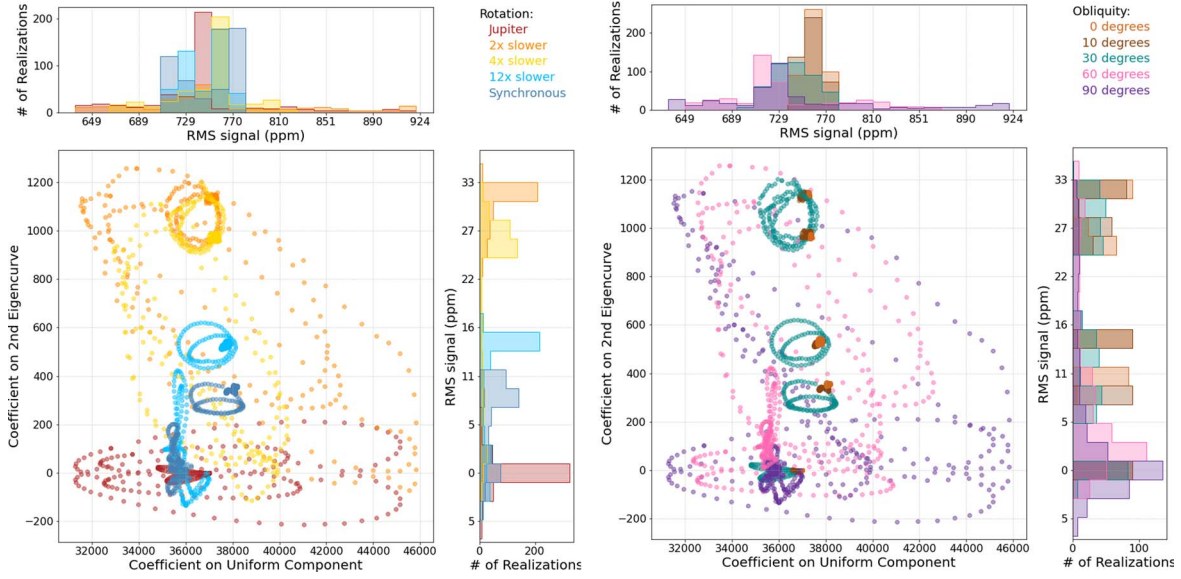 200
100
0
# of Realizations
649 689 729 770 810 851 890 924
RMS signal (ppm)
Rotation:
Jupiter
2x slower
4x slower
12x slower
Synchronous
1200
1000
800
600
400
200
0
−200
Coefficient on 2nd Eigencurve
32000 34000 36000 38000 40000 42000 44000 46000
Coefficient on Uniform Component
33
27
22
16
11
5
0
5
RMS signal (ppm)
0 200
# of Realizations
200
100
0
# of Realizations
649 689 729 770 810 851 890 924
RMS signal (ppm)
Obliquity:
0 degrees
10 degrees
30 degrees
60 degrees
90 degrees
1200
1000
800
600
400
200
0
−200
Coefficient on 2nd Eigencurve
32000 34000 36000 38000 40000 42000 44000 46000
Coefficient on Uniform Component
33
27
22
16
11
5
0
5
RMS signal (ppm)
0 100
# of Realizations